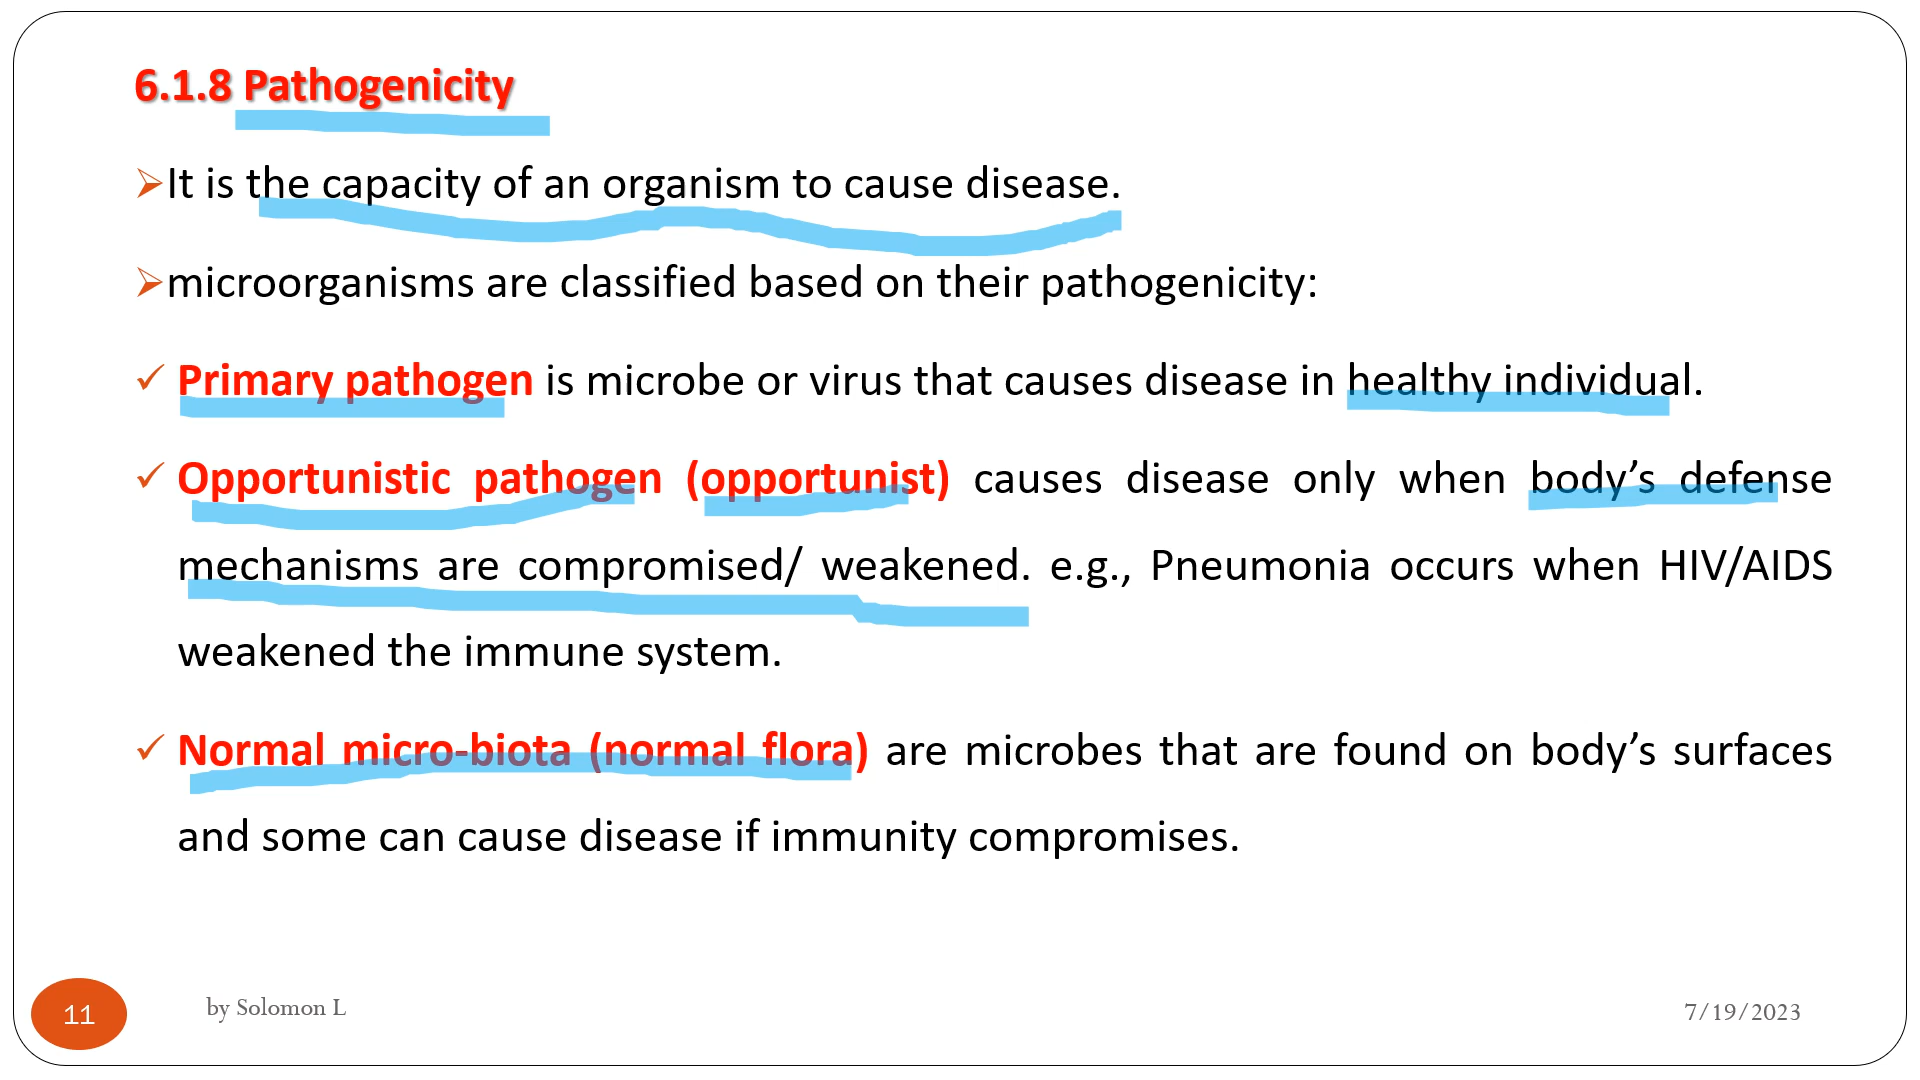 6.1.8 Pathogenicity
➢It is the capacity of an organism to cause disease.
➢microorganisms are classified based on their pathogenicity:
✓ Primary pathogen is microbe or virus that causes disease in healthy individual.
✓ Opportunistic pathogen (opportunist) causes disease only when body’s defense
mechanisms are compromised/ weakened. e.g., Pneumonia occurs when HIV/AIDS
weakened the immune system.
✓ Normal micro-biota (normal flora) are microbes that are found on body’s surfaces
and some can cause disease if immunity compromises.
11
by Solomon L
7/19/2023